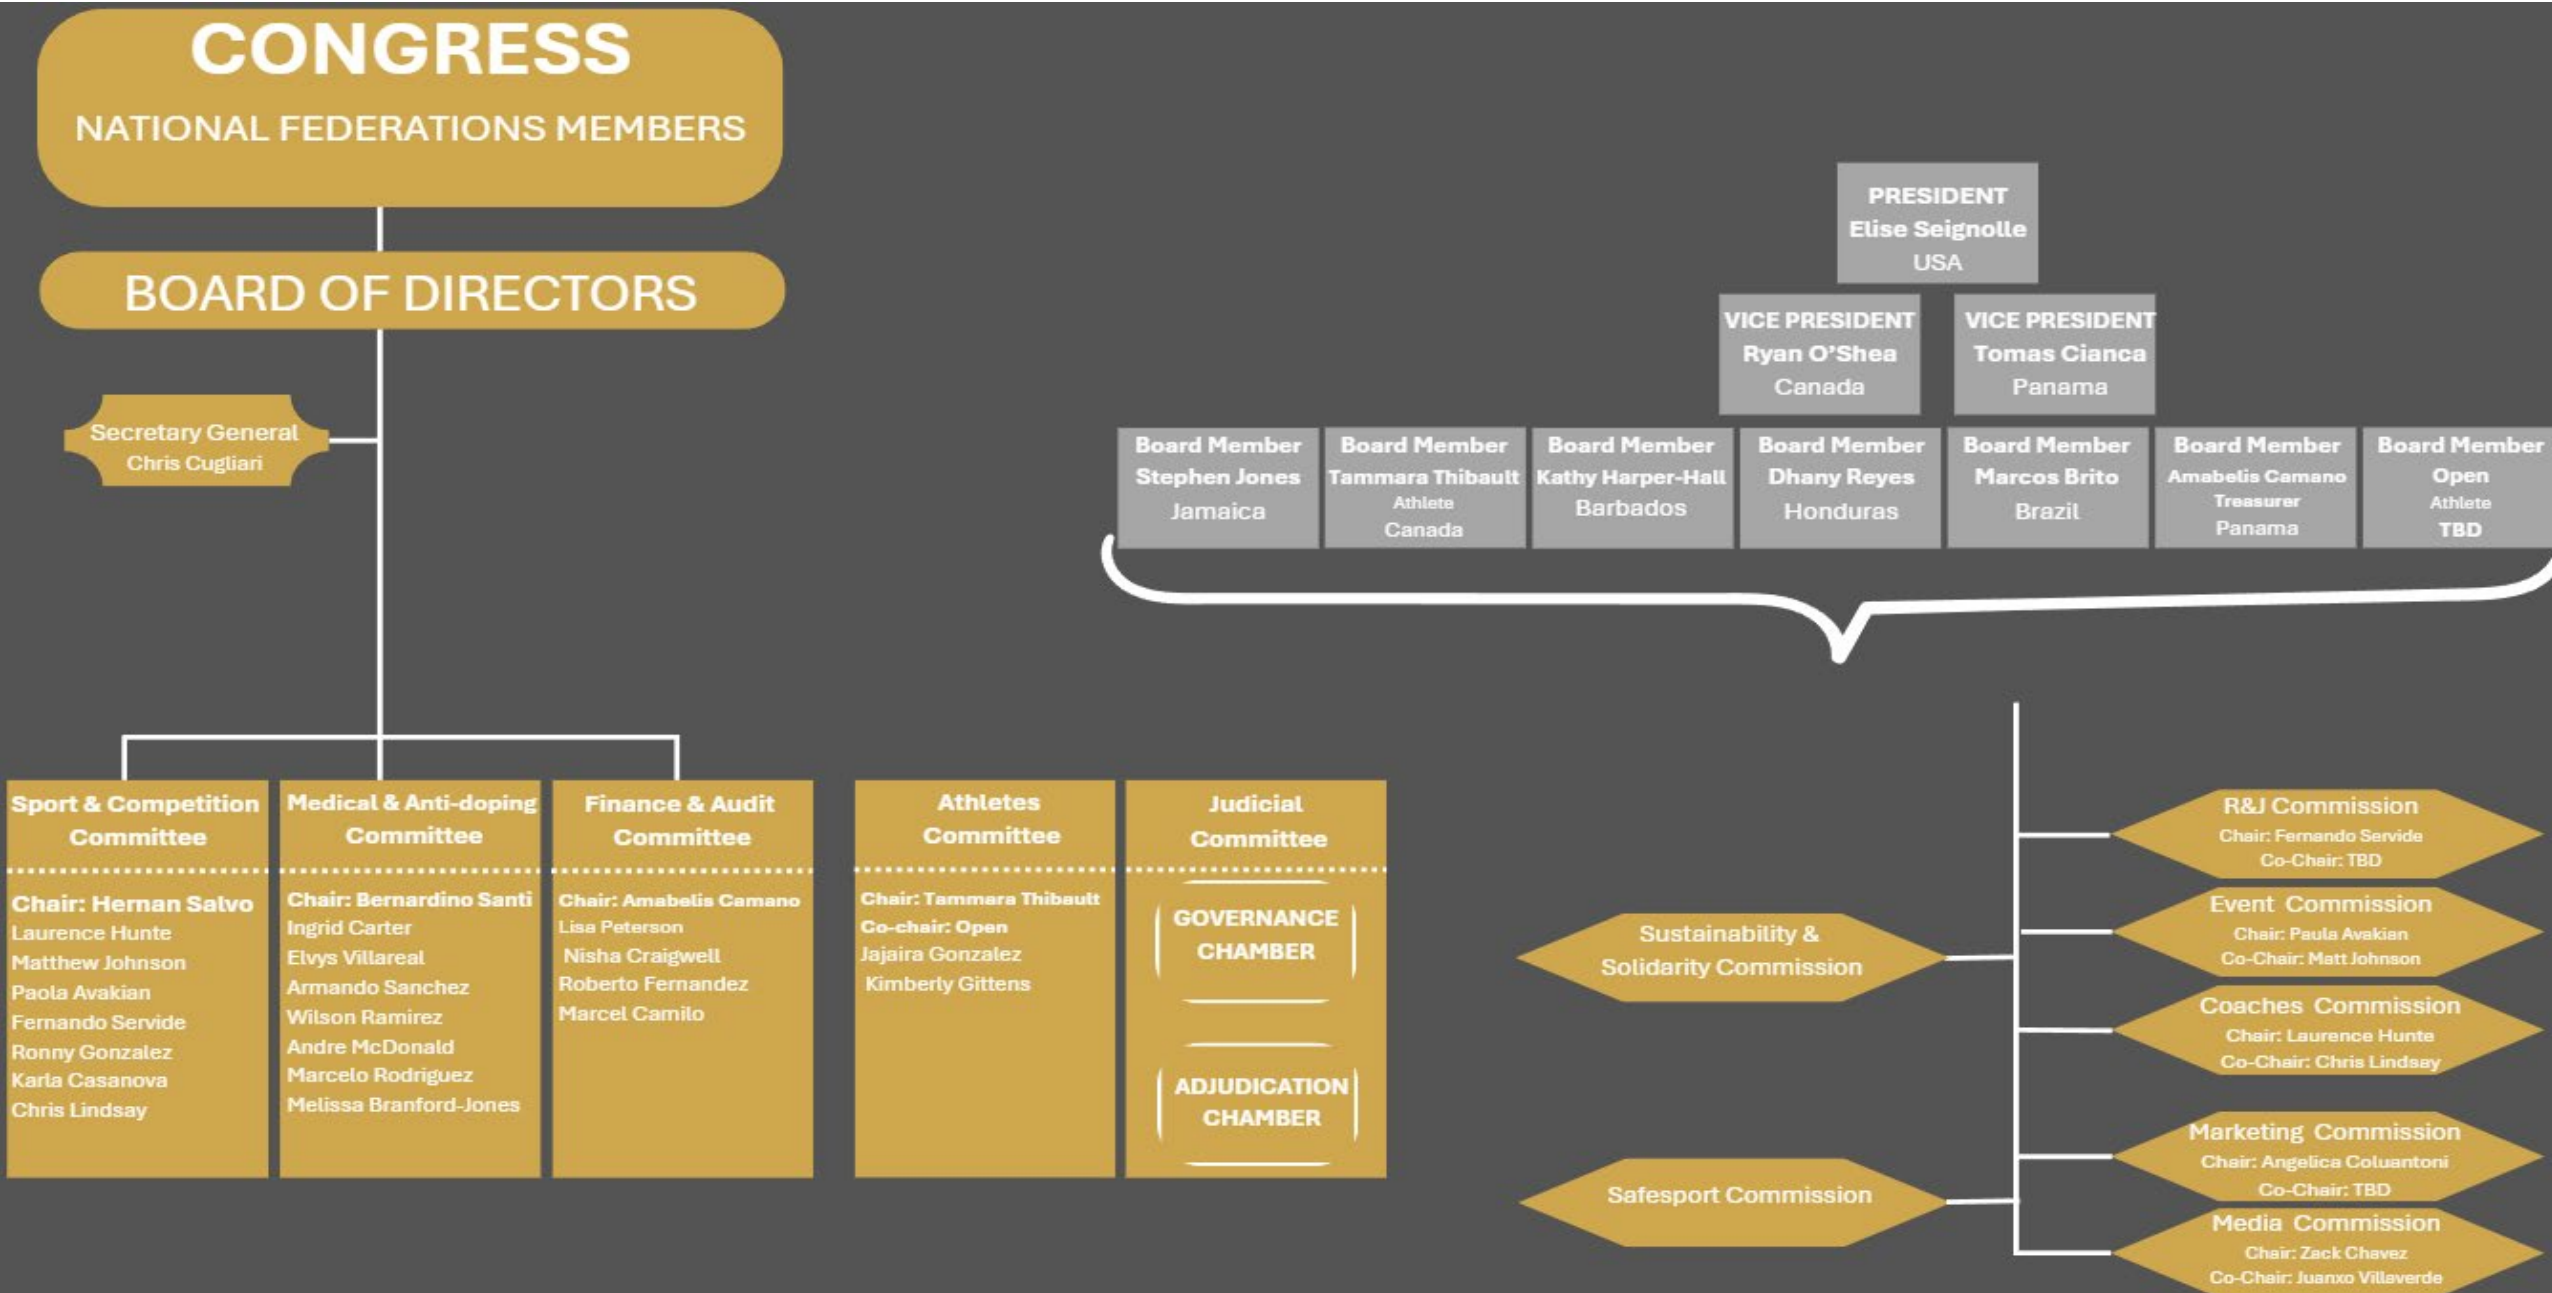 CONGRESS
NATIONAL FEDERATIONS MEMBERS
BOARD OF DIRECTORS
Secretary General
Chris Cugliari
PRESIDENT
Elise Seignolle
USA
VICE PRESIDENT
Ryan O'Shea
Canada
VICE PRESIDENT
Tomas Cianca
Panama
Board Member
Stephen Jones
Jamaica
Board Member
Tammara Thibault
Athlete
Canada
Board Member
Kathy Harper-Hall
Barbados
Board Member
Dhany Reyes
Honduras
Board Member
Marcos Brito
Brazil
Board Member
Amabelis Camano
Treasurer
Panama
Board Member
Open
Athlete
TBD
Sport & Competition
Committee
Chair: Hernan Salvo
Laurence Hunte
Matthew Johnson
Paola Avakian
Fernando Servide
Ronny Gonzalez
Karla Casanova
Chris Lindsay
Medical & Anti-doping
Committee
Chair: Bernardino Santi
Ingrid Carter
Elvys Villareal
Armando Sanchez
Wilson Ramirez
Andre McDonald
Marcelo Rodriguez
Melissa Branford-Jones
Finance & Audit
Committee
Chair: Amabelis Camano
Lisa Peterson
Nisha Craigwell
Roberto Fernandez
Marcel Camilo
Athletes
Committee
Chair: Tammara Thibault
Co-chair: Open
Jajaira Gonzalez
Kimberly Gittens
Judicial
Committee
GOVERNANCE
CHAMBER
ADJUDICATION
CHAMBER
Sustainability &
Solidarity Commission
Safesport Commission
R&J Commission
Chair: Fernando Servide
Co-Chair: TBD
Event Commission
Chair: Paula Avakian
Co-Chair: Matt Johnson
Coaches Commission
Chair: Laurence Hunte
Co-Chair: Chris Lindsay
Marketing Commission
Chair: Angelica Coluantoni
Co-Chair: TBD
Media Commission
Chair: Zack Chavez
Co-Chair: Juanxo Villaverde